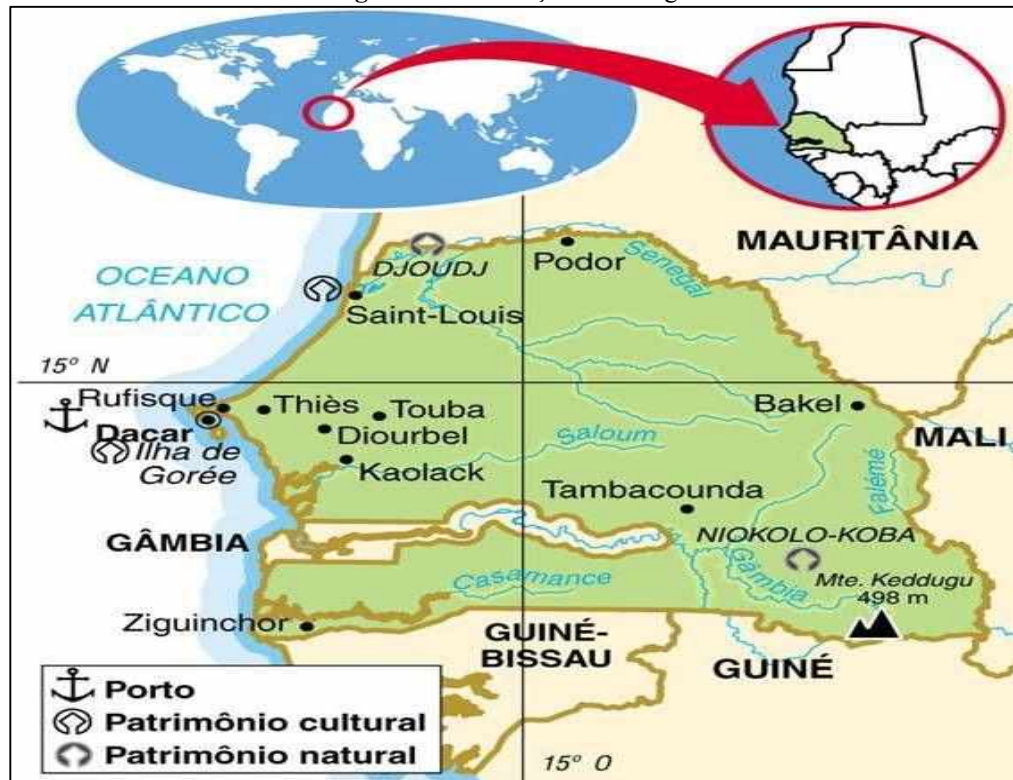 MAURITÂNIA
DJOUDJ
Podor
Senegal
OCEANO
ATLÂNTICO
Saint-Louis
15º N
Rufisque
Thiès
Touba
Bakel
Dacar
Diourbel
Saloum
MALI
Ilha de
Gorée
Kaolack
Falémé
Tambacounda
NIOKOLO-KOBA
GÂMBIA
Gâmbia
Mte. Keddugu
498 m
Casamance
Ziguinchor
GUINÉ-
BISSAU
GUINÉ
Porto
Patrimônio cultural
Patrimônio natural
15º O